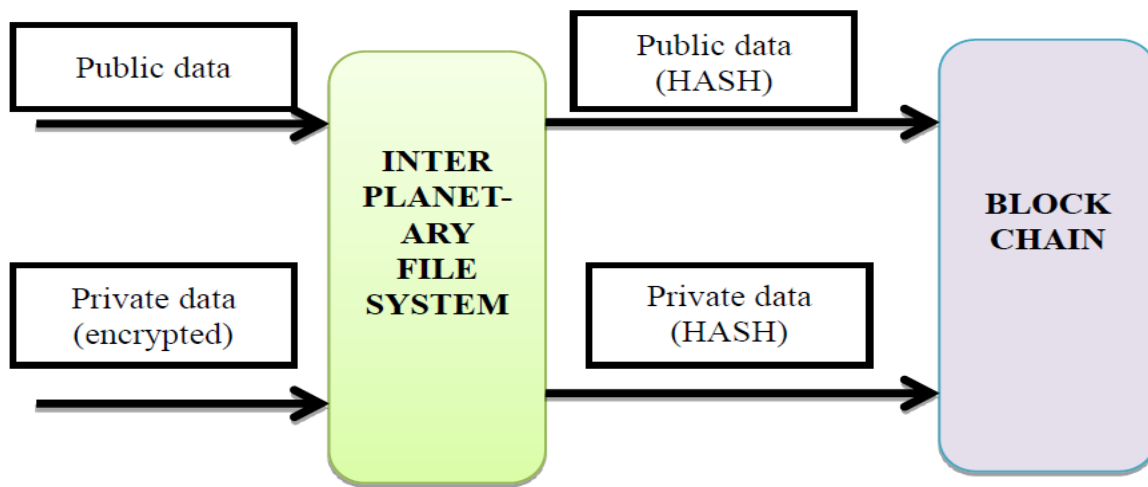 Public data
Private data
(encrypted)
INTER
PLANET-
ARY
FILE
SYSTEM
Public data
(HASH)
Private data
(HASH)
BLOCK
CHAIN